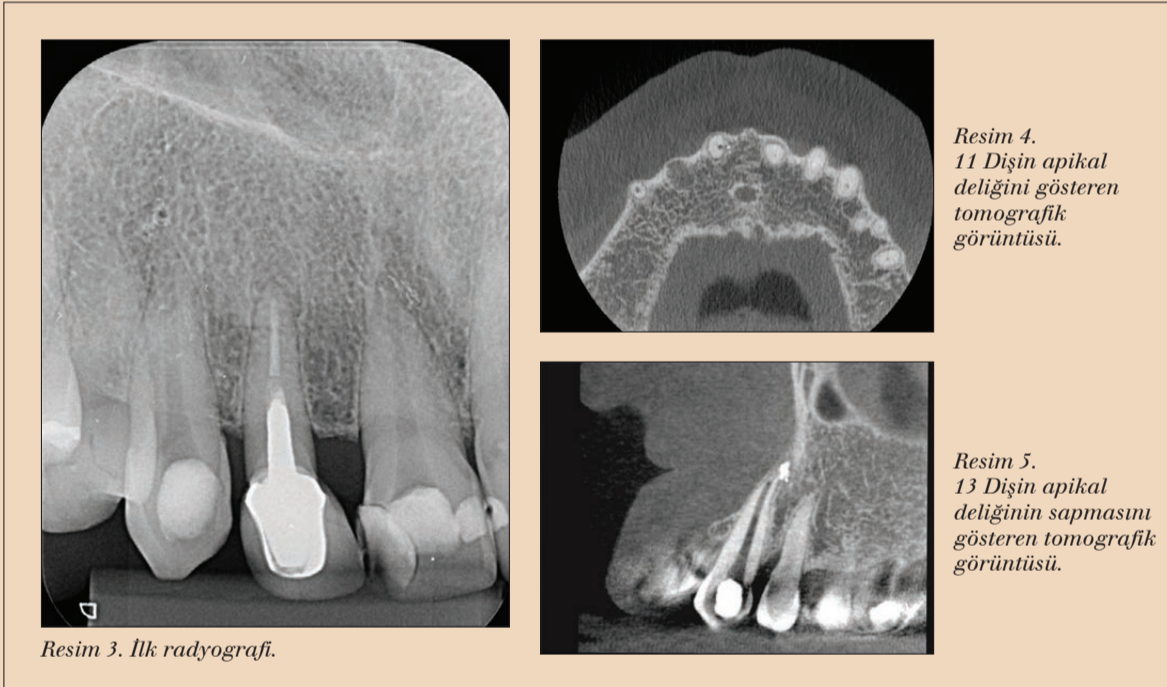 Resim 3. İlk radyografi.
Resim 4.
11 Dişin apikal
deliğini gösteren
tomografik
görüntüsü.
Resim 5.
13 Dişin apikal
deliğinin sapmasını
gösteren tomografik
görüntüsü.